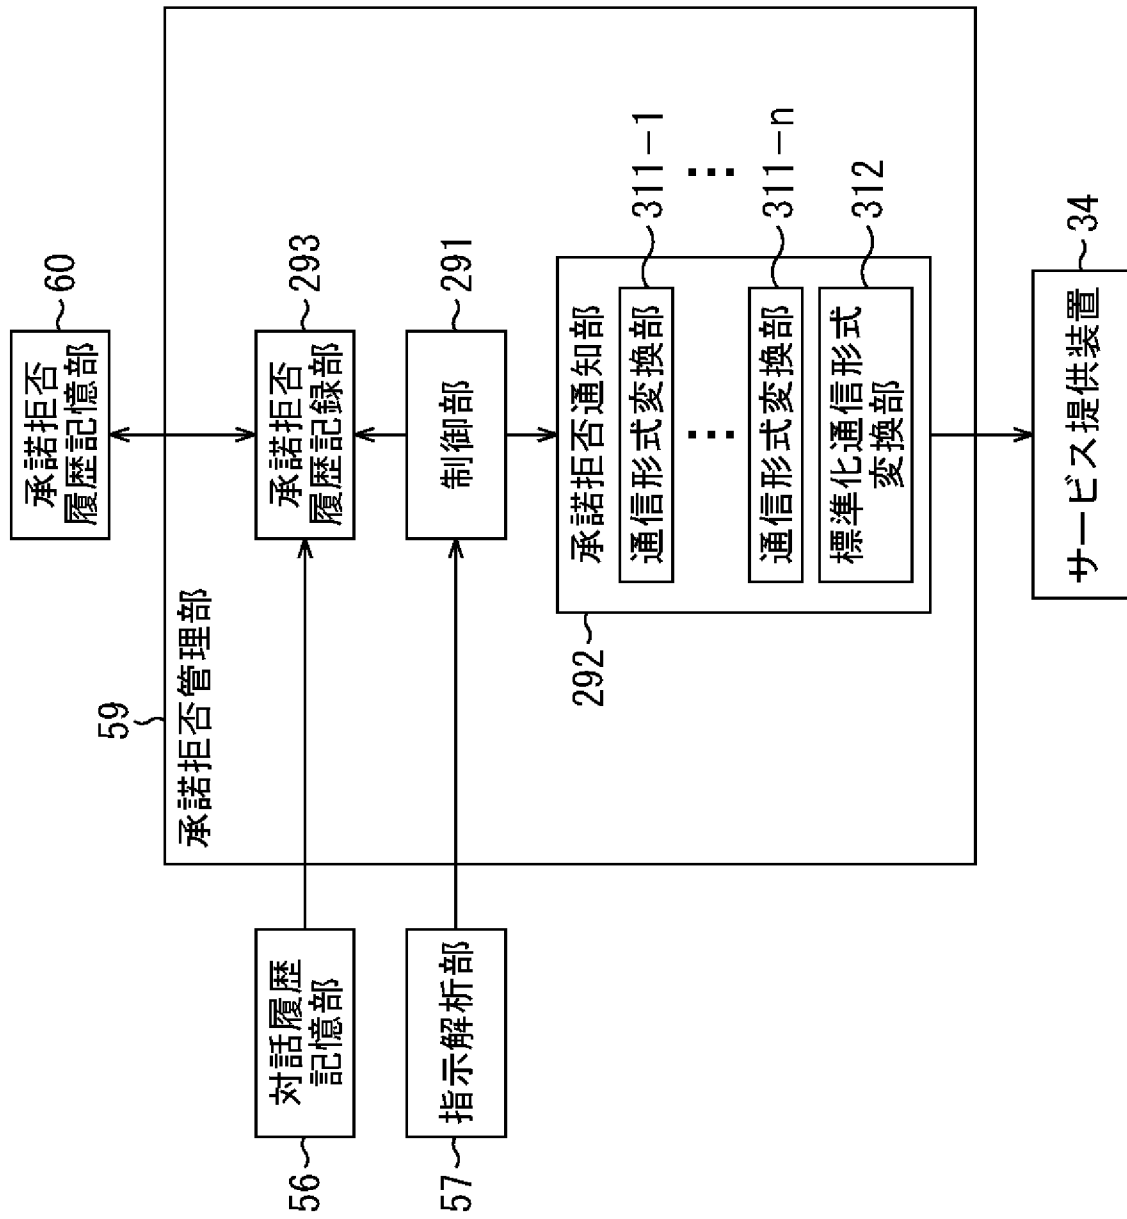 59
承諾拒否管理部
56
対話履歴
記憶部
57
指示解析部
60
承諾拒否
履歴記憶部
293
承諾拒否
履歴記録部
291
制御部
292
承諾拒否通知部
通信形式変換部
311-1
⋮
⋮
通信形式変換部
311-n
標準化通信形式
変換部
312
34
サービス提供装置